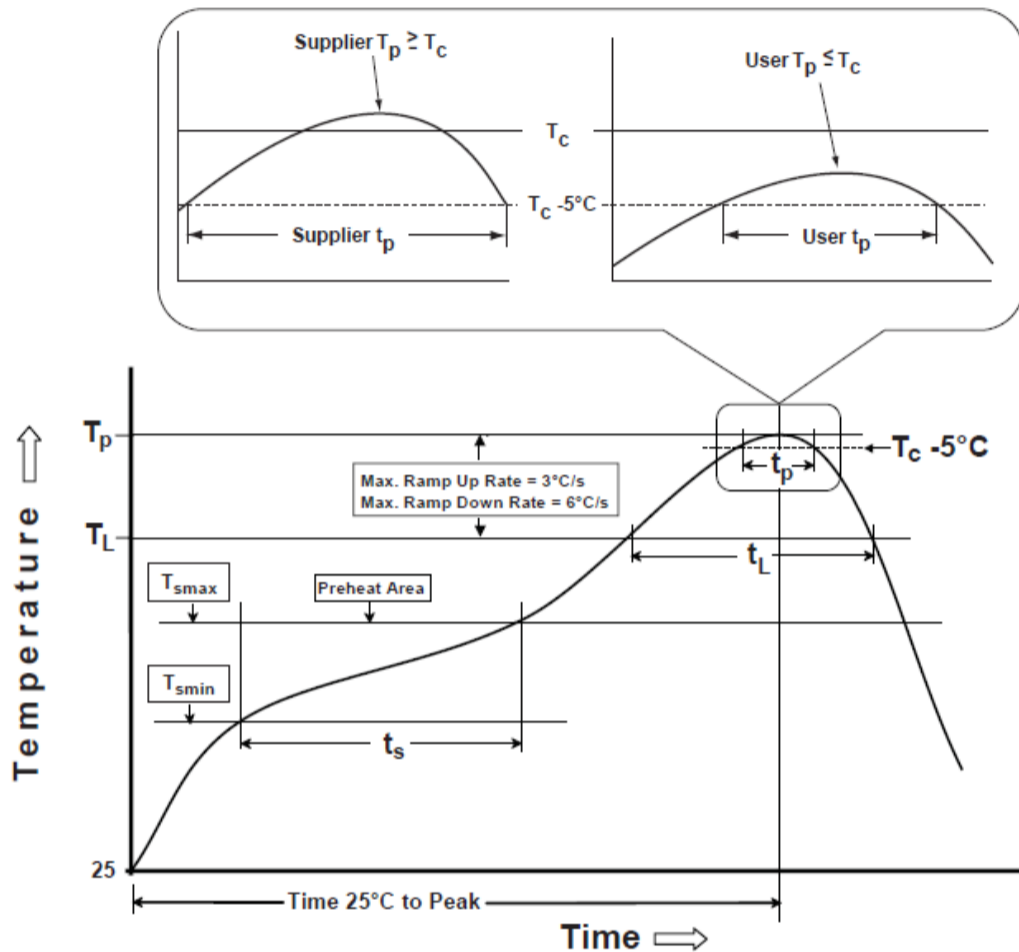 Supplier Tp ≥ Tc
User Tp ≤ Tc
Tc
Tc -5°C
Supplier tp
User tp
Tp
Tc -5°C
tp
Max. Ramp Up Rate = 3°C/s
Max. Ramp Down Rate = 6°C/s
TL
tL
Tsmax
Preheat Area
Tsmin
ts
Temperature
25
Time 25°C to Peak
Time